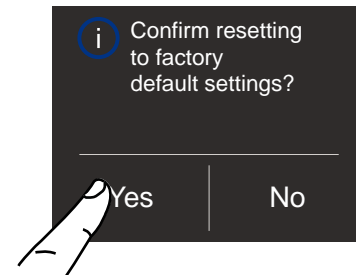 i
Confirm resetting
to factory
default settings?
Yes
No